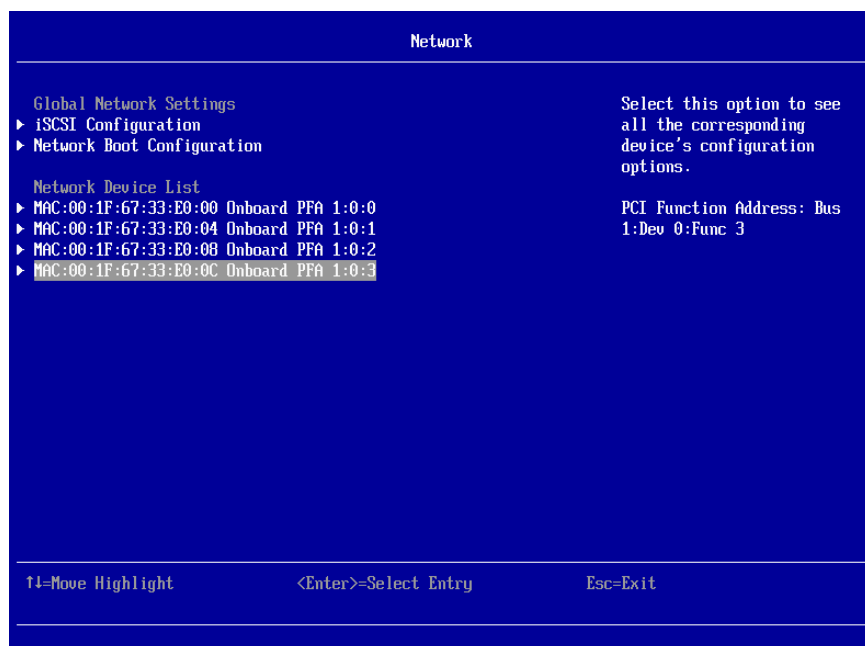 Network
Global Network Settings
iSCSI Configuration
Network Boot Configuration
Network Device List
MAC:00:1F:67:33:E0:00 Onboard PFA 1:0:0
MAC:00:1F:67:33:E0:04 Onboard PFA 1:0:1
MAC:00:1F:67:33:E0:08 Onboard PFA 1:0:2
MAC:00:1F:67:33:E0:0C Onboard PFA 1:0:3
Select this option to see
all the corresponding
device's configuration
options.
PCI Function Address: Bus
1:Dev 0:Func 3
↑↓=Move Highlight <Enter>=Select Entry Esc=Exit